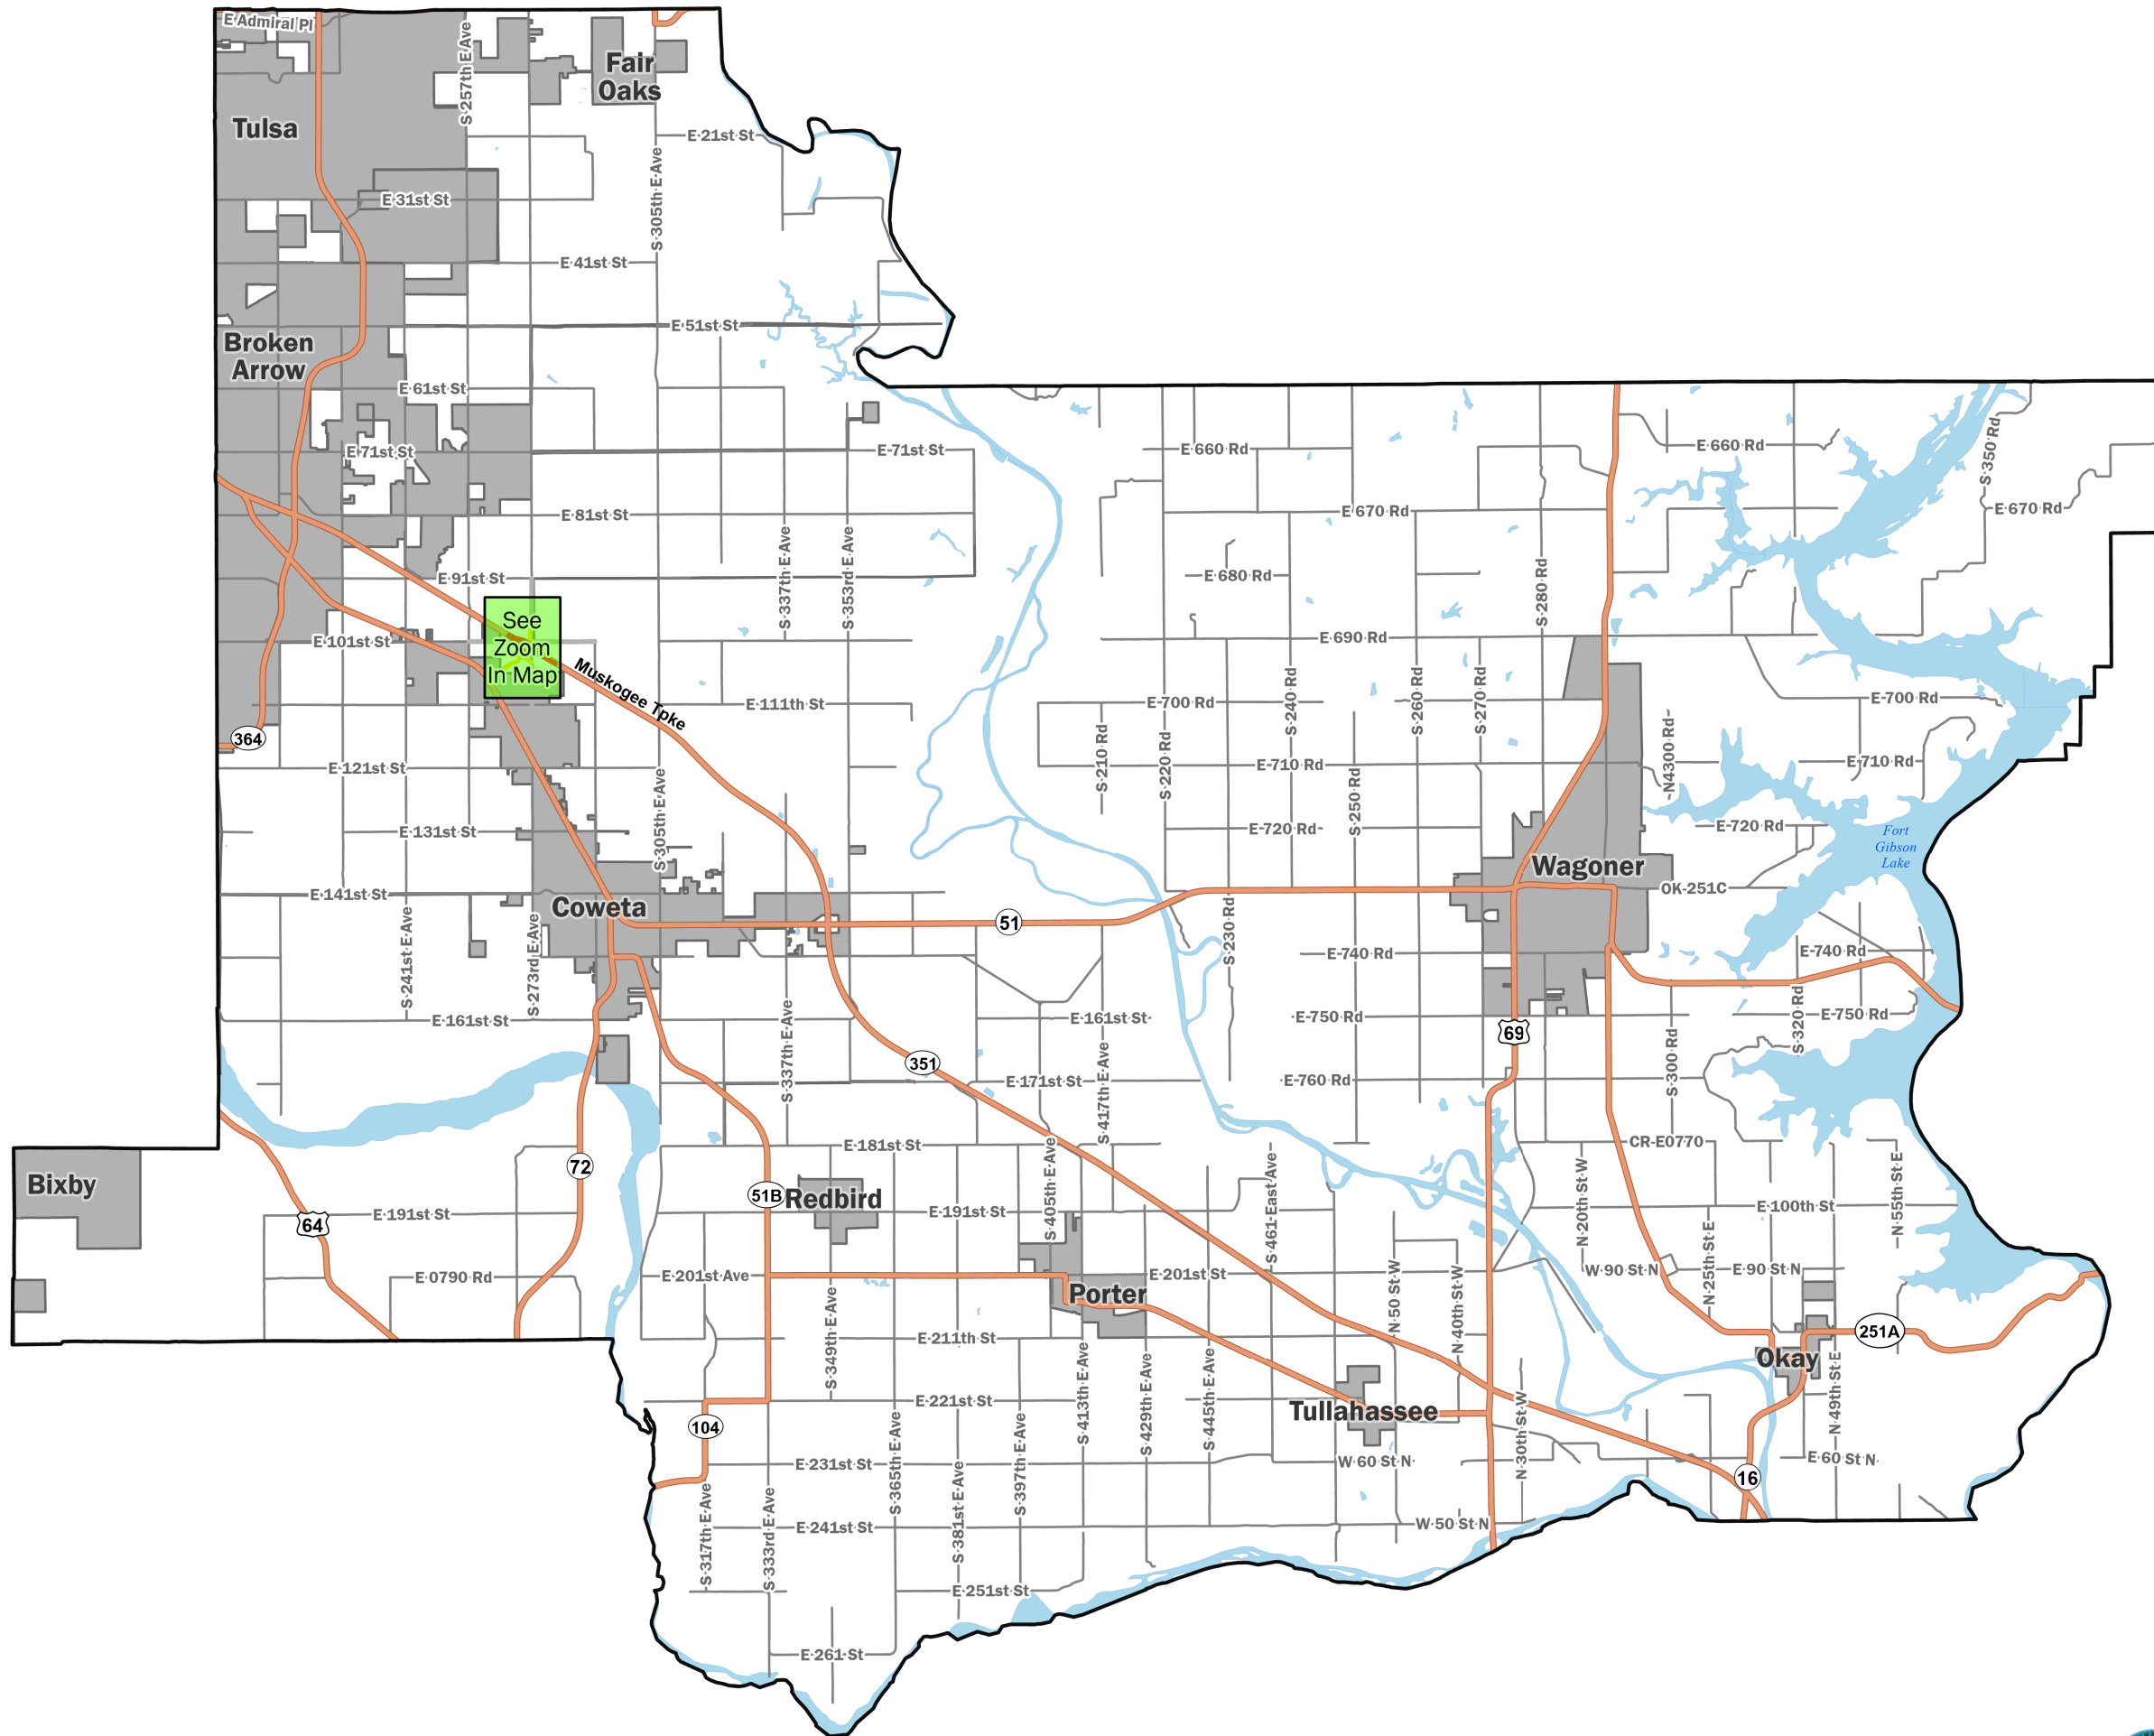 E Admiral Pl
S 257th E Ave
Fair
Oaks
Tulsa
E 21st St
S 305th E Ave
E 31st St
E 41st St
E 51st St
Broken
Arrow
E 61st St
E 71st St
E 71st St
E 660 Rd
E 660 Rd
S 350 Rd
E 81st St
E 670 Rd
E 670 Rd
S 337th E Ave
S 353rd E Ave
E 91st St
E 680 Rd
S 280 Rd
See
Zoom
In Map
E 101st St
E 690 Rd
Muskogee Tpke
S 240 Rd
S 260 Rd
S 270 Rd
E 111th St
E 700 Rd
E 700 Rd
364
S 210 Rd
S 220 Rd
N4300 Rd
E 121st St
E 710 Rd
E 710 Rd
S 305th E Ave
S 250 Rd
E 131st St
E 720 Rd
E 720 Rd
Fort
Gibson
Lake
Wagoner
E 141st St
OK-251C
Coweta
51
S 241st E Ave
S 273rd E Ave
S 230 Rd
E 740 Rd
E 740 Rd
E 161st St
S 337th E Ave
E 161st St
E 750 Rd
E 750 Rd
S 320 Rd
69
351
S 417th E Ave
S 300 Rd
E 171st St
E 760 Rd
E 181st St
CR-E0770
S 405th E Ave
S 461 East Ave
N 20th St W
N 55th St E
72
Bixby
51B
Redbird
64
E 191st St
E 191st St
E 100th St
E 0790 Rd
E 201st Ave
E 201st St
W 90 St N
E 90 St N
N 25th St E
Porter
N 50 St W
N 40th St W
S 349th E Ave
E 211th St
251A
Okay
S 413th E Ave
S 429th E Ave
S 445th E Ave
N 49th St E
E 221st St
Tullahassee
104
N 30th St W
S 365th E Ave
S 381st E Ave
S 397th E Ave
E 231st St
W 60 St N
E 60 St N
16
S 317th E Ave
S 333rd E Ave
E 241st St
W 50 St N
E 251st St
E 261 St